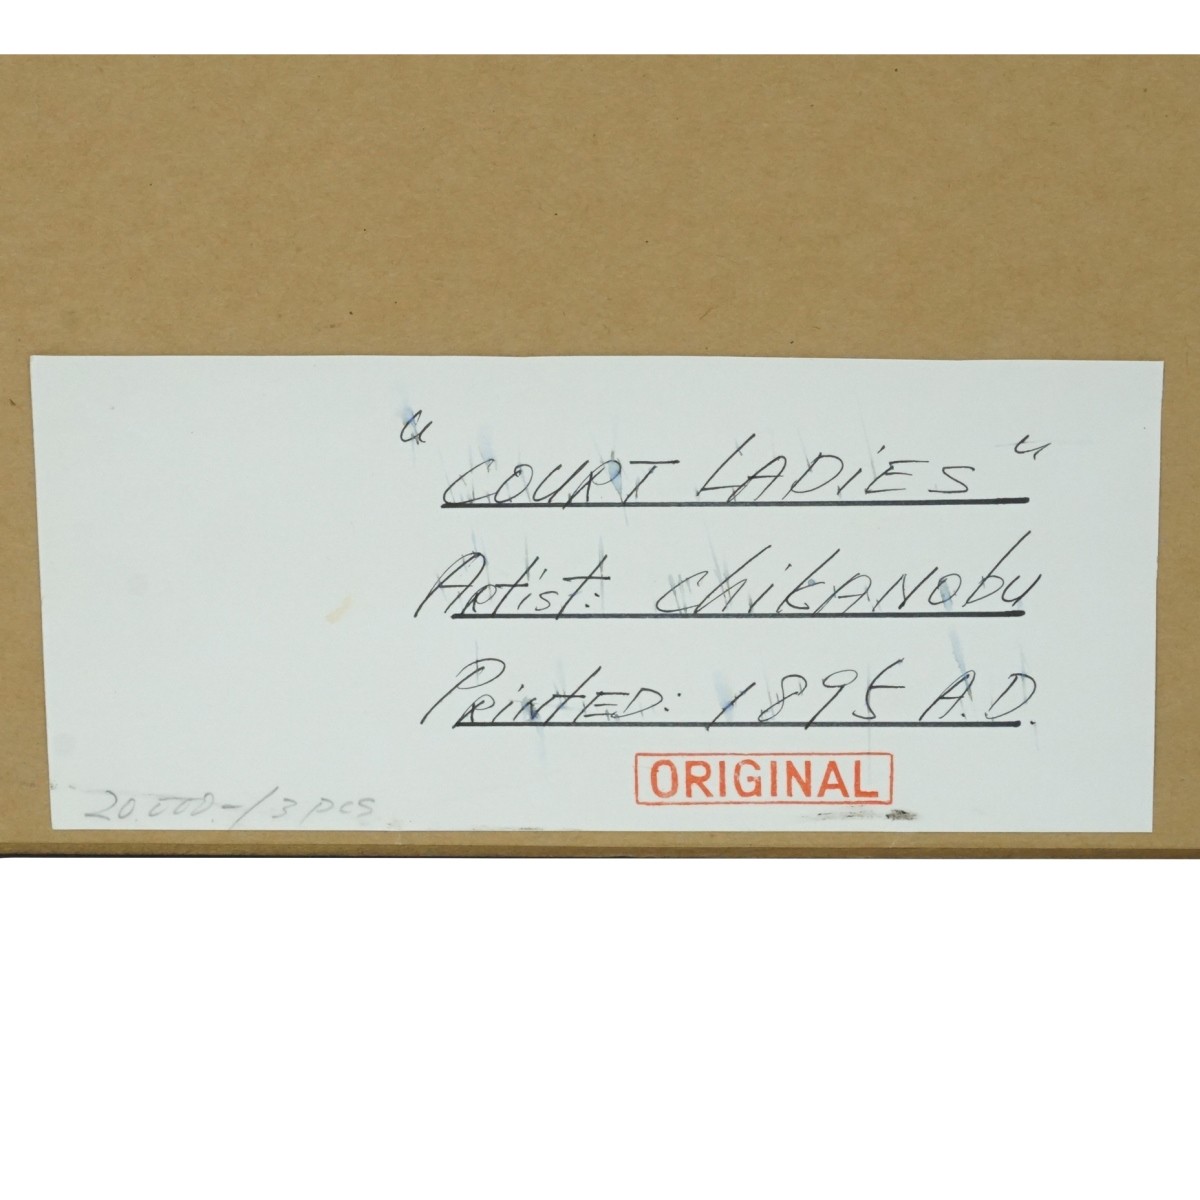 "COURT LADiES"
Artist: ChikANobu
PRiNTED: 1895 A.D.
ORIGINAL
20.000.-/3 pcs